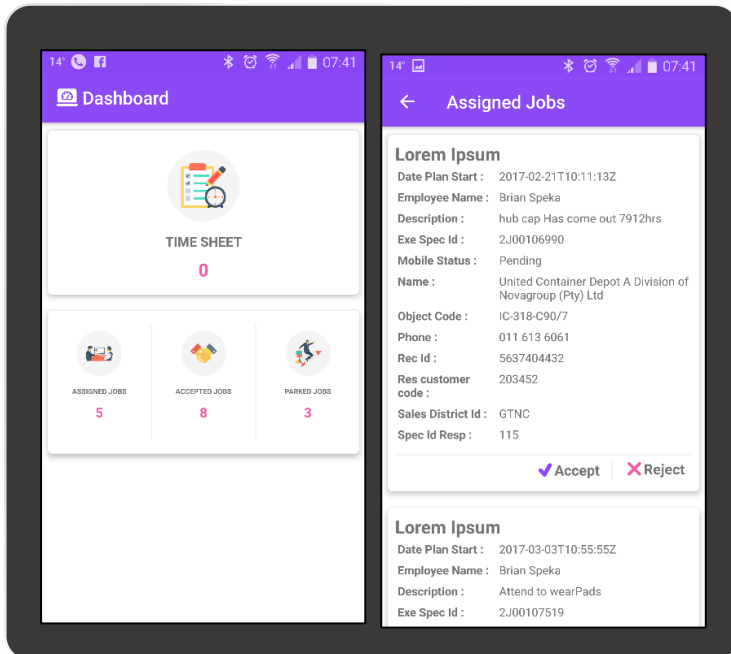 14°
07:41
Dashboard
TIME SHEET
0
ASSIGNED JOBS
5
ACCEPTED JOBS
8
PARKED JOBS
3
14°
07:41
Assigned Jobs
Lorem Ipsum
Date Plan Start : 2017-02-21T10:11:13Z
Employee Name : Brian Speka
Description : hub cap Has come out 7912hrs
Exe Spec Id : 2J00106990
Mobile Status : Pending
Name : United Container Depot A Division of
Novagroup (Pty) Ltd
Object Code : IC-318-C90/7
Phone : 011 613 6061
Rec Id : 5637404432
Res customer 203452
code :
Sales District Id : GTNC
Spec Id Resp : 115
Accept Reject
Lorem Ipsum
Date Plan Start : 2017-03-03T10:55:55Z
Employee Name : Brian Speka
Description : Attend to wearPads
Exe Spec Id : 2J00107519